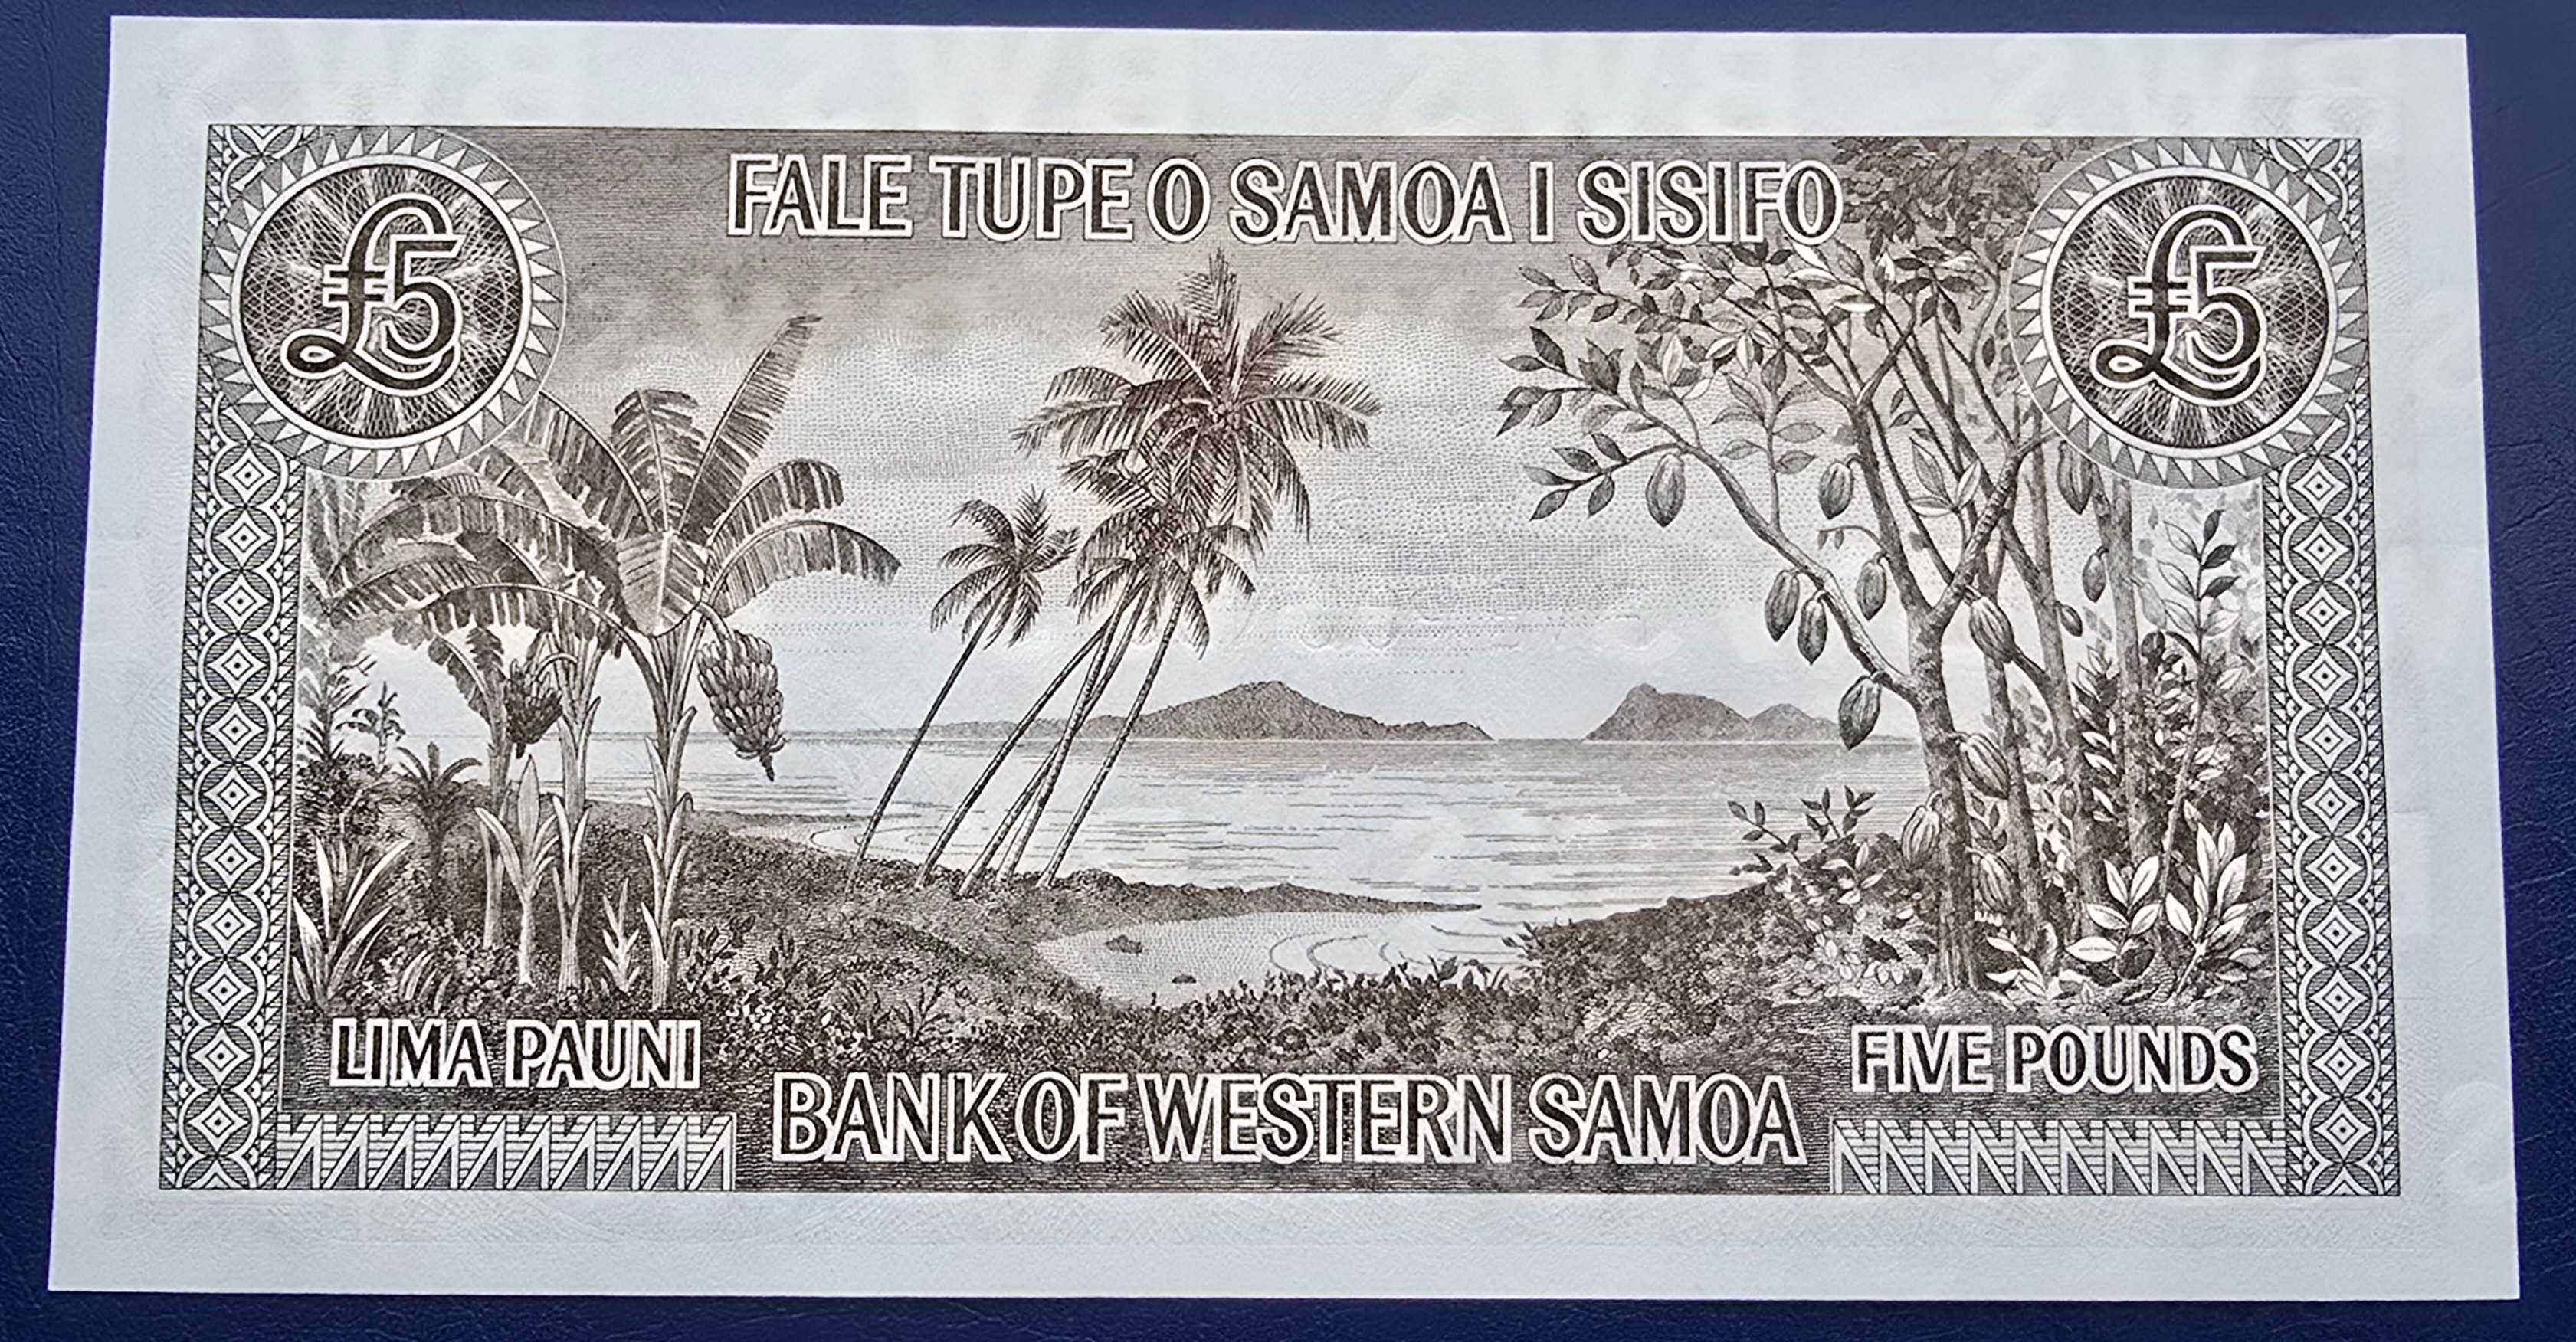 FALE TUPE O SAMOA I SISIFO
£5
£5
LIMA PAUNI
FIVE POUNDS
BANK OF WESTERN SAMOA